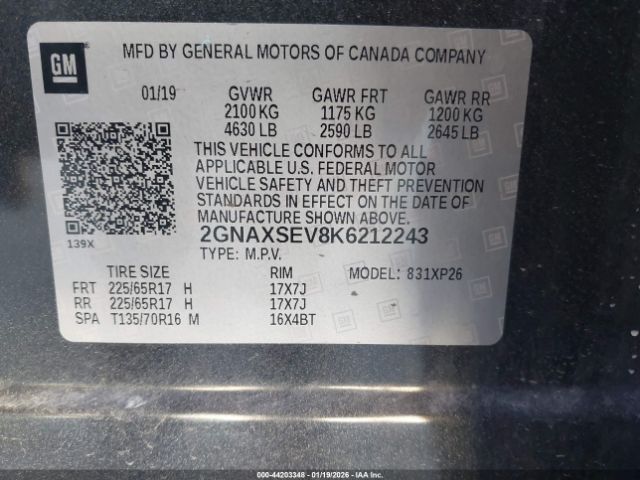 GM
MFD BY GENERAL MOTORS OF CANADA COMPANY
01/19 GVWR GAWR FRT GAWR RR
2100 KG 1175 KG 1200 KG
4630 LB 2590 LB 2645 LB
THIS VEHICLE CONFORMS TO ALL
APPLICABLE U.S. FEDERAL MOTOR
VEHICLE SAFETY AND THEFT PREVENTION
STANDARDS IN EFFECT ON THE DATE OF
MANUFACTURE SHOWN ABOVE.
139X
2GNAXSEV8K6212243
TYPE: M.P.V.
TIRE SIZE RIM MODEL: 831XP26
FRT 225/65R17 H 17X7J
RR 225/65R17 H 17X7J
SPA T135/70R16 M 16X4BT
000-44203348 - 01/19/2026 - IAAI.COM